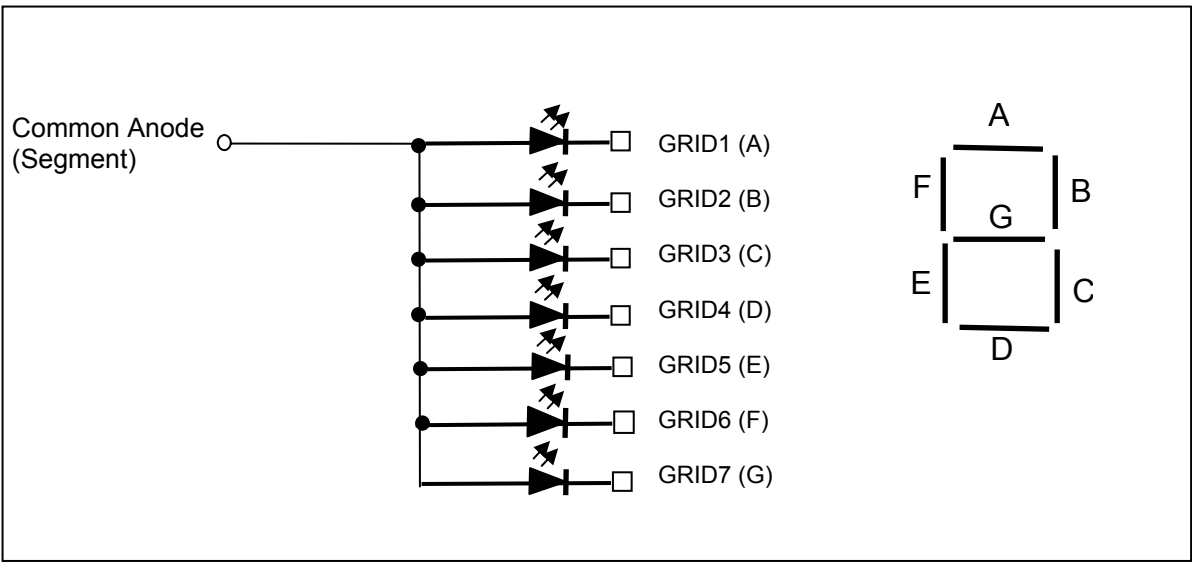 Common Anode
(Segment)
GRID1 (A)
GRID2 (B)
GRID3 (C)
GRID4 (D)
GRID5 (E)
GRID6 (F)
GRID7 (G)
A
F
B
G
E
C
D